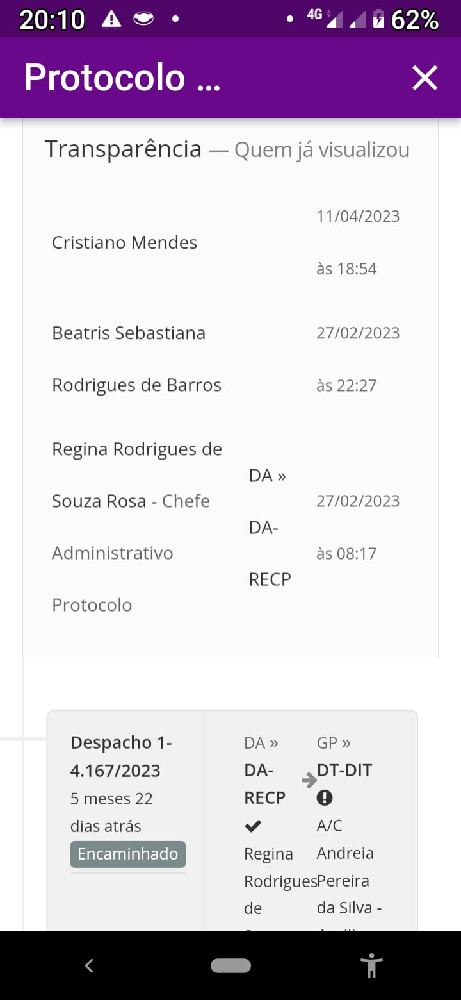 20:10
4G
62%
Protocolo ...
Transparência — Quem já visualizou
11/04/2023
Cristiano Mendes
às 18:54
Beatris Sebastiana
27/02/2023
Rodrigues de Barros
às 22:27
Regina Rodrigues de
DA »
Souza Rosa - Chefe
27/02/2023
DA-
Administrativo
às 08:17
RECP
Protocolo
Despacho 1-
4.167/2023
5 meses 22
dias atrás
Encaminhado
DA »
DA-
RECP
Regina
Rodrigues
de
GP »
DT-DIT
A/C
Andreia
Pereira
da Silva -